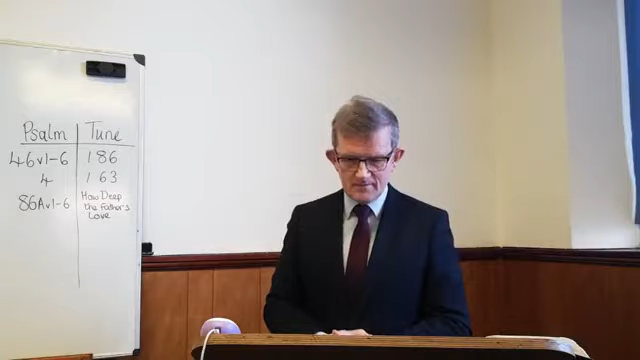 Psalm Tune
46v1-6 186
4 163
86Av1-6 How Deep
the Father's
Love